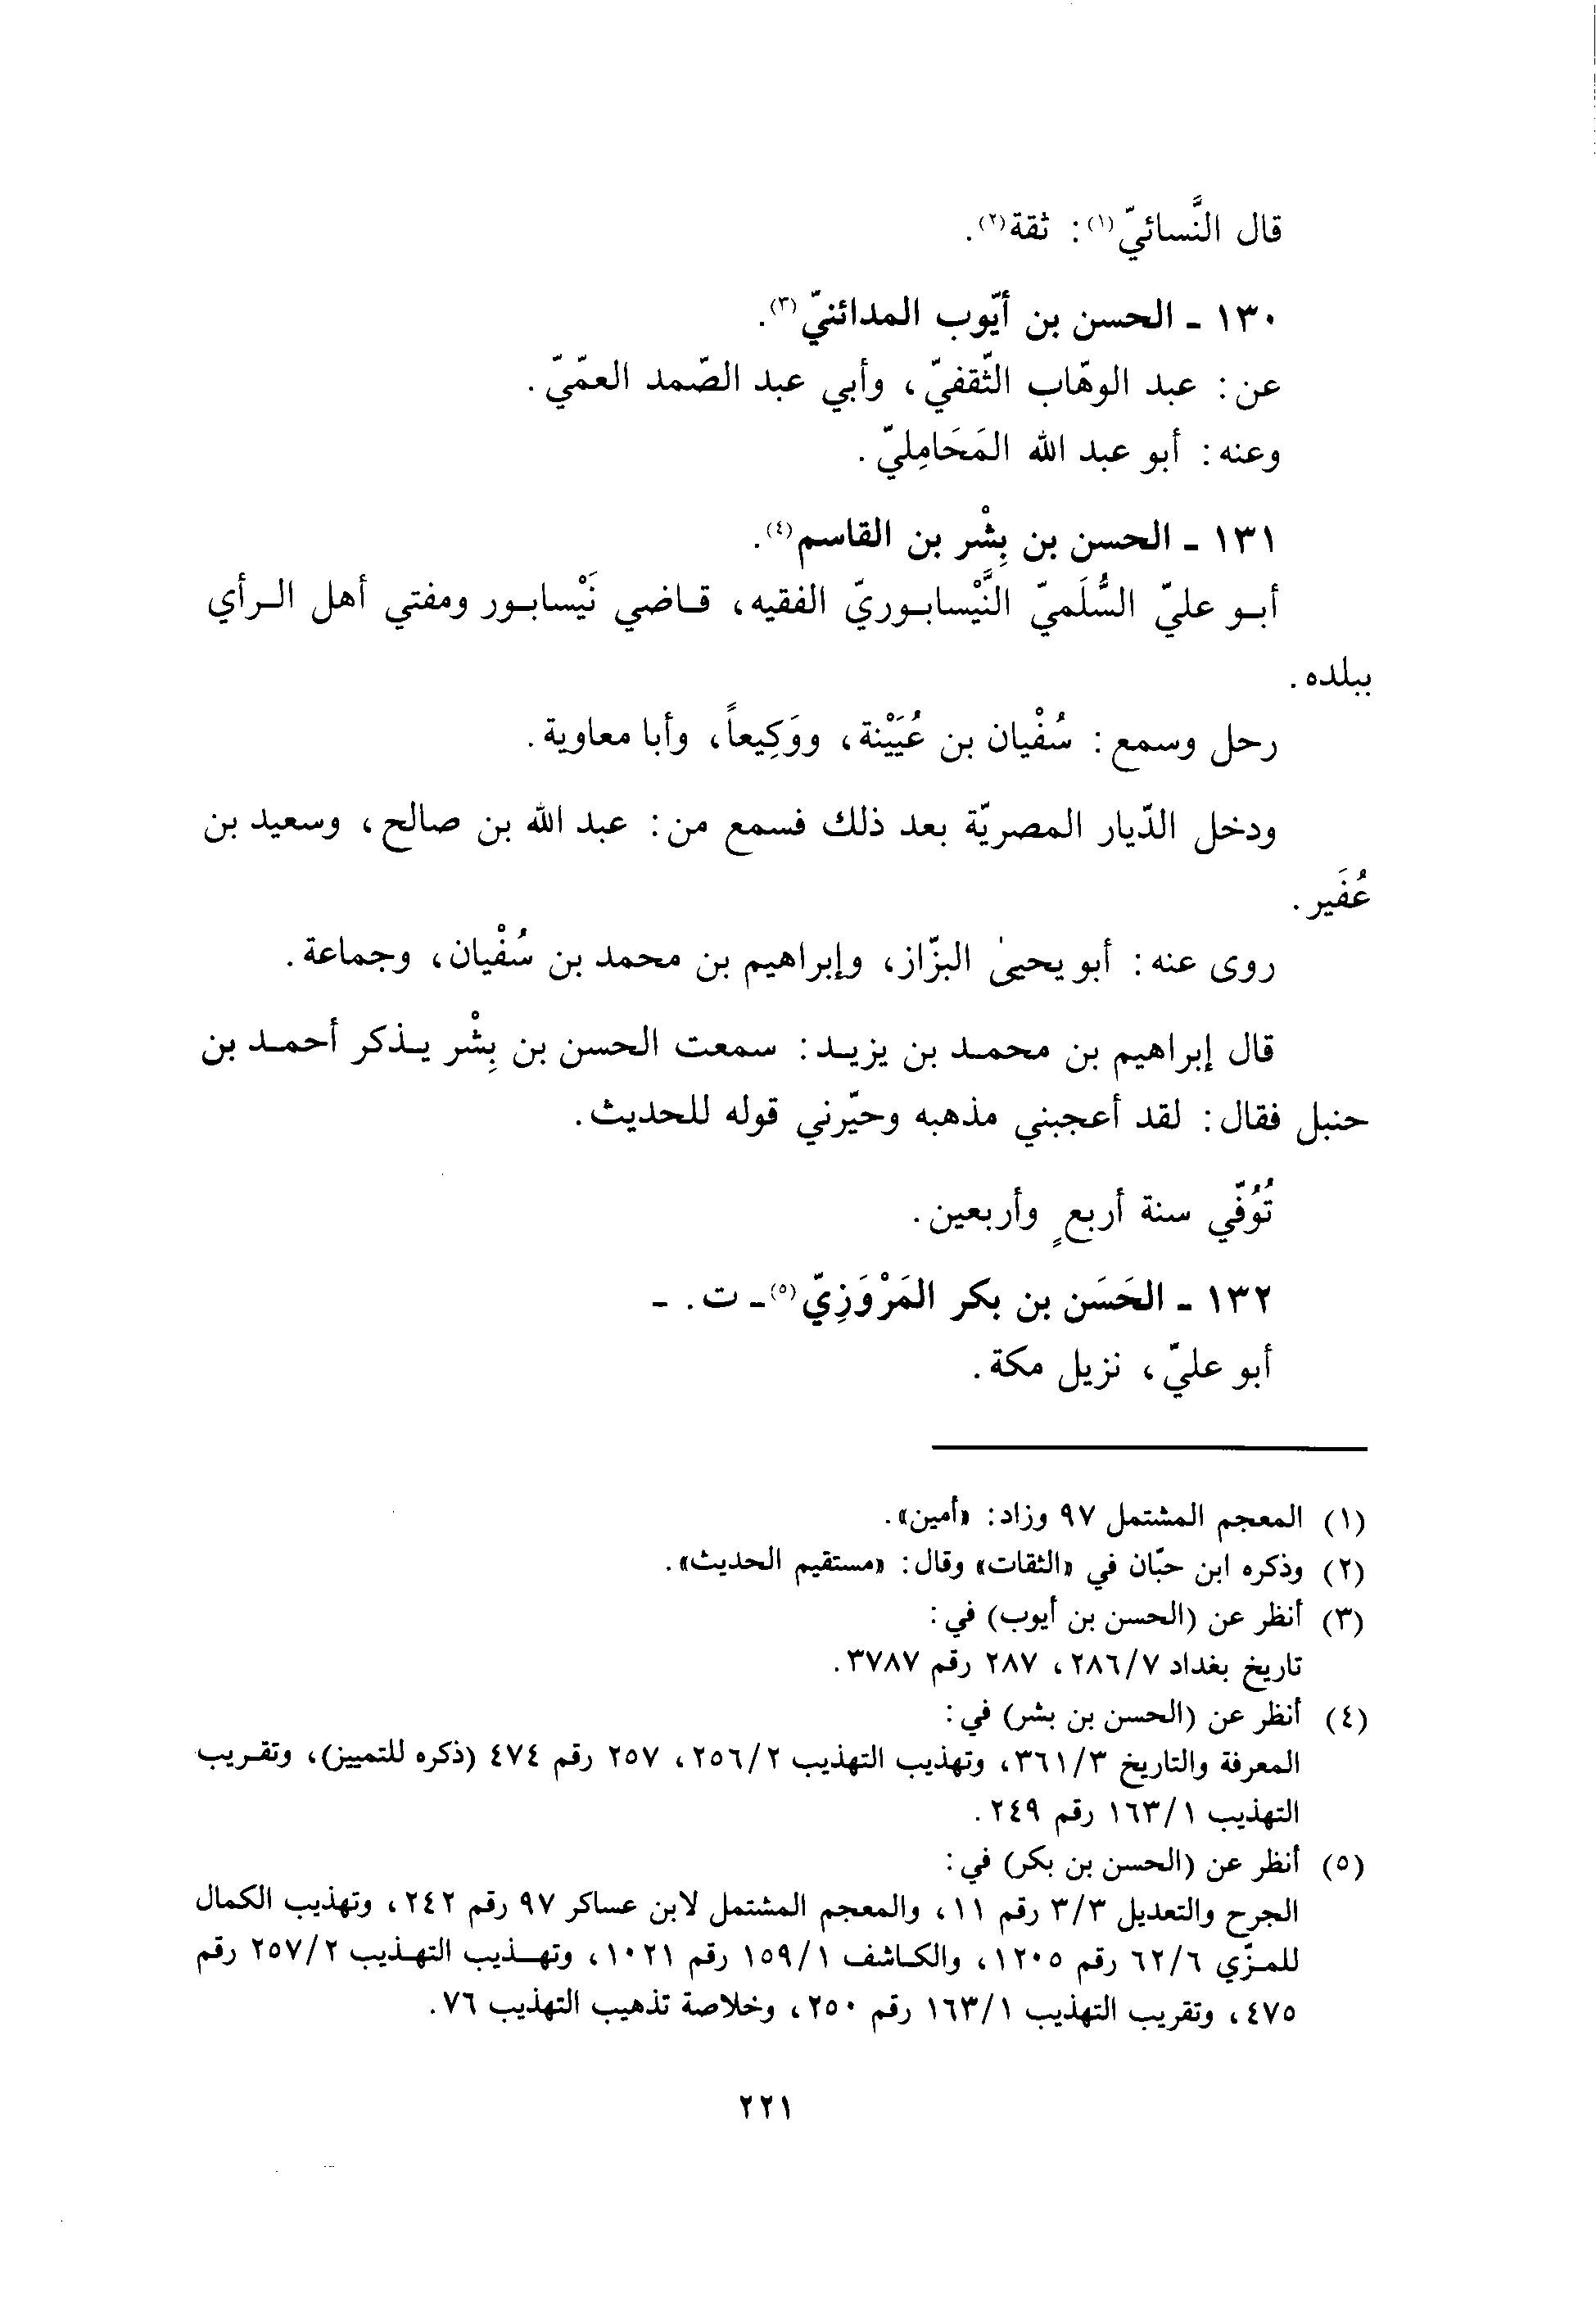 قال النَّسائيّ(١): ثقة(٢).
١٣٠ - الحسن بن أيّوب المدائنيّ(٣).
عن: عبد الوهّاب الثّقفيّ، وأبي عبد الصّمد العمّيّ.
وعنه: أبو عبد الله المَحَامِليّ.
١٣١ - الحسن بن بِشْر بن القاسم(٤).
أبو عليّ السُّلَميّ النَّيْسابوريّ الفقيه، قاضي نَيْسابور ومفتي أهل الرأي
ببلده.
رحل وسمع: سُفْيان بن عُيَيْنة، ووَكِيعاً، وأبا معاوية.
ودخل الدّيار المصريّة بعد ذلك فسمع من: عبد الله بن صالح، وسعيد بن
عُفَير.
روى عنه: أبو يحيىٰ البزّاز، وإبراهيم بن محمد بن سُفْيان، وجماعة.
قال إبراهيم بن محمد بن يزيد: سمعت الحسن بن بِشْر يذكر أحمد بن
حنبل فقال: لقد أعجبني مذهبه وحيّرني قوله للحديث.
تُوُفّي سنة أربعٍ وأربعين.
١٣٢ - الحَسَن بن بكر المَرْوَزِيّ(٥) - ت. -
أبو عليّ، نزيل مكة.
(١) المعجم المشتمل ٩٧ وزاد: «أمين».
(٢) وذكره ابن حبّان في «الثقات» وقال: «مستقيم الحديث».
(٣) أنظر عن (الحسن بن أيوب) في:
تاريخ بغداد ٢٨٦/٧، ٢٨٧ رقم ٣٧٨٧.
(٤) أنظر عن (الحسن بن بشر) في:
المعرفة والتاريخ ٣٦١/٣، وتهذيب التهذيب ٢٥٦/٢، ٢٥٧ رقم ٤٧٤ (ذكره للتمييز)، وتقريب
التهذيب ١٦٣/١ رقم ٢٤٩.
(٥) أنظر عن (الحسن بن بكر) في:
الجرح والتعديل ٣/٣ رقم ١١، والمعجم المشتمل لابن عساكر ٩٧ رقم ٢٤٢، وتهذيب الكمال
للمزّي ٦٢/٦ رقم ١٢٠٥، والكاشف ١٥٩/١ رقم ١٠٢١، وتهذيب التهذيب ٢٥٧/٢ رقم
٤٧٥، وتقريب التهذيب ١٦٣/١ رقم ٢٥٠، وخلاصة تذهيب التهذيب ٧٦.
٢٢١